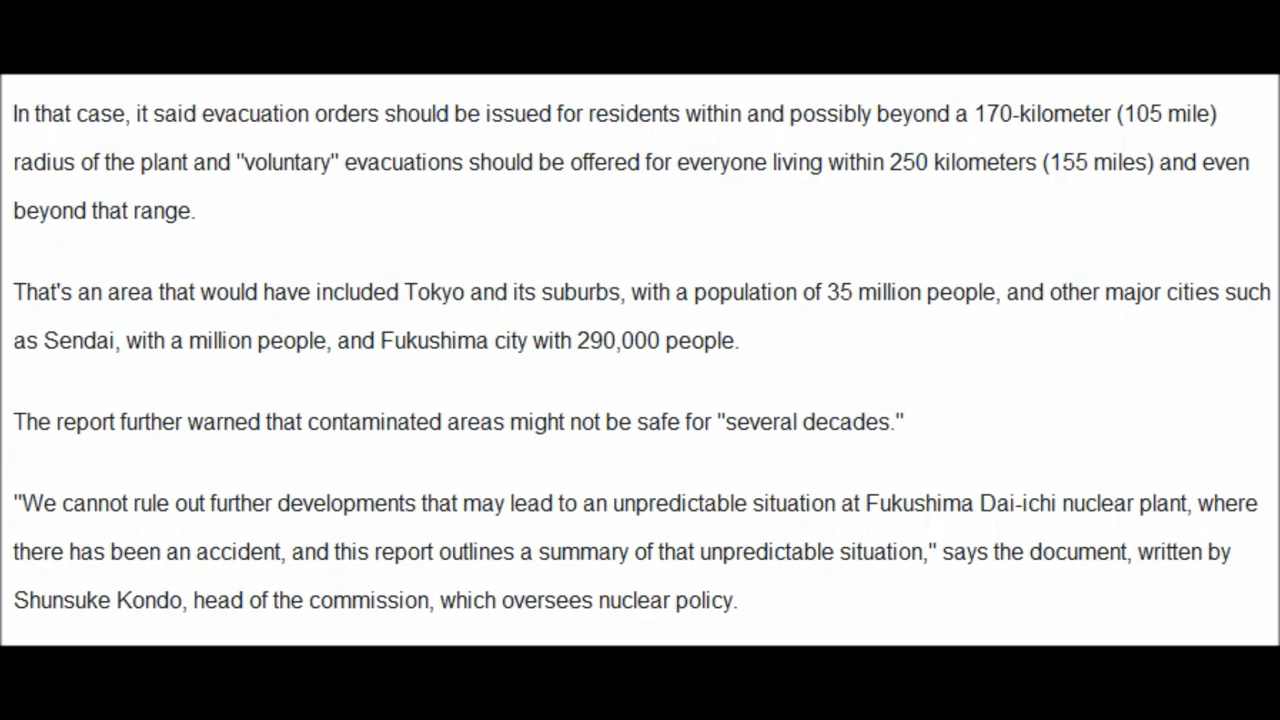 In that case, it said evacuation orders should be issued for residents within and possibly beyond a 170-kilometer (105 mile)
radius of the plant and "voluntary" evacuations should be offered for everyone living within 250 kilometers (155 miles) and even
beyond that range.
That's an area that would have included Tokyo and its suburbs, with a population of 35 million people, and other major cities such
as Sendai, with a million people, and Fukushima city with 290,000 people.
The report further warned that contaminated areas might not be safe for "several decades."
"We cannot rule out further developments that may lead to an unpredictable situation at Fukushima Dai-ichi nuclear plant, where
there has been an accident, and this report outlines a summary of that unpredictable situation," says the document, written by
Shunsuke Kondo, head of the commission, which oversees nuclear policy.